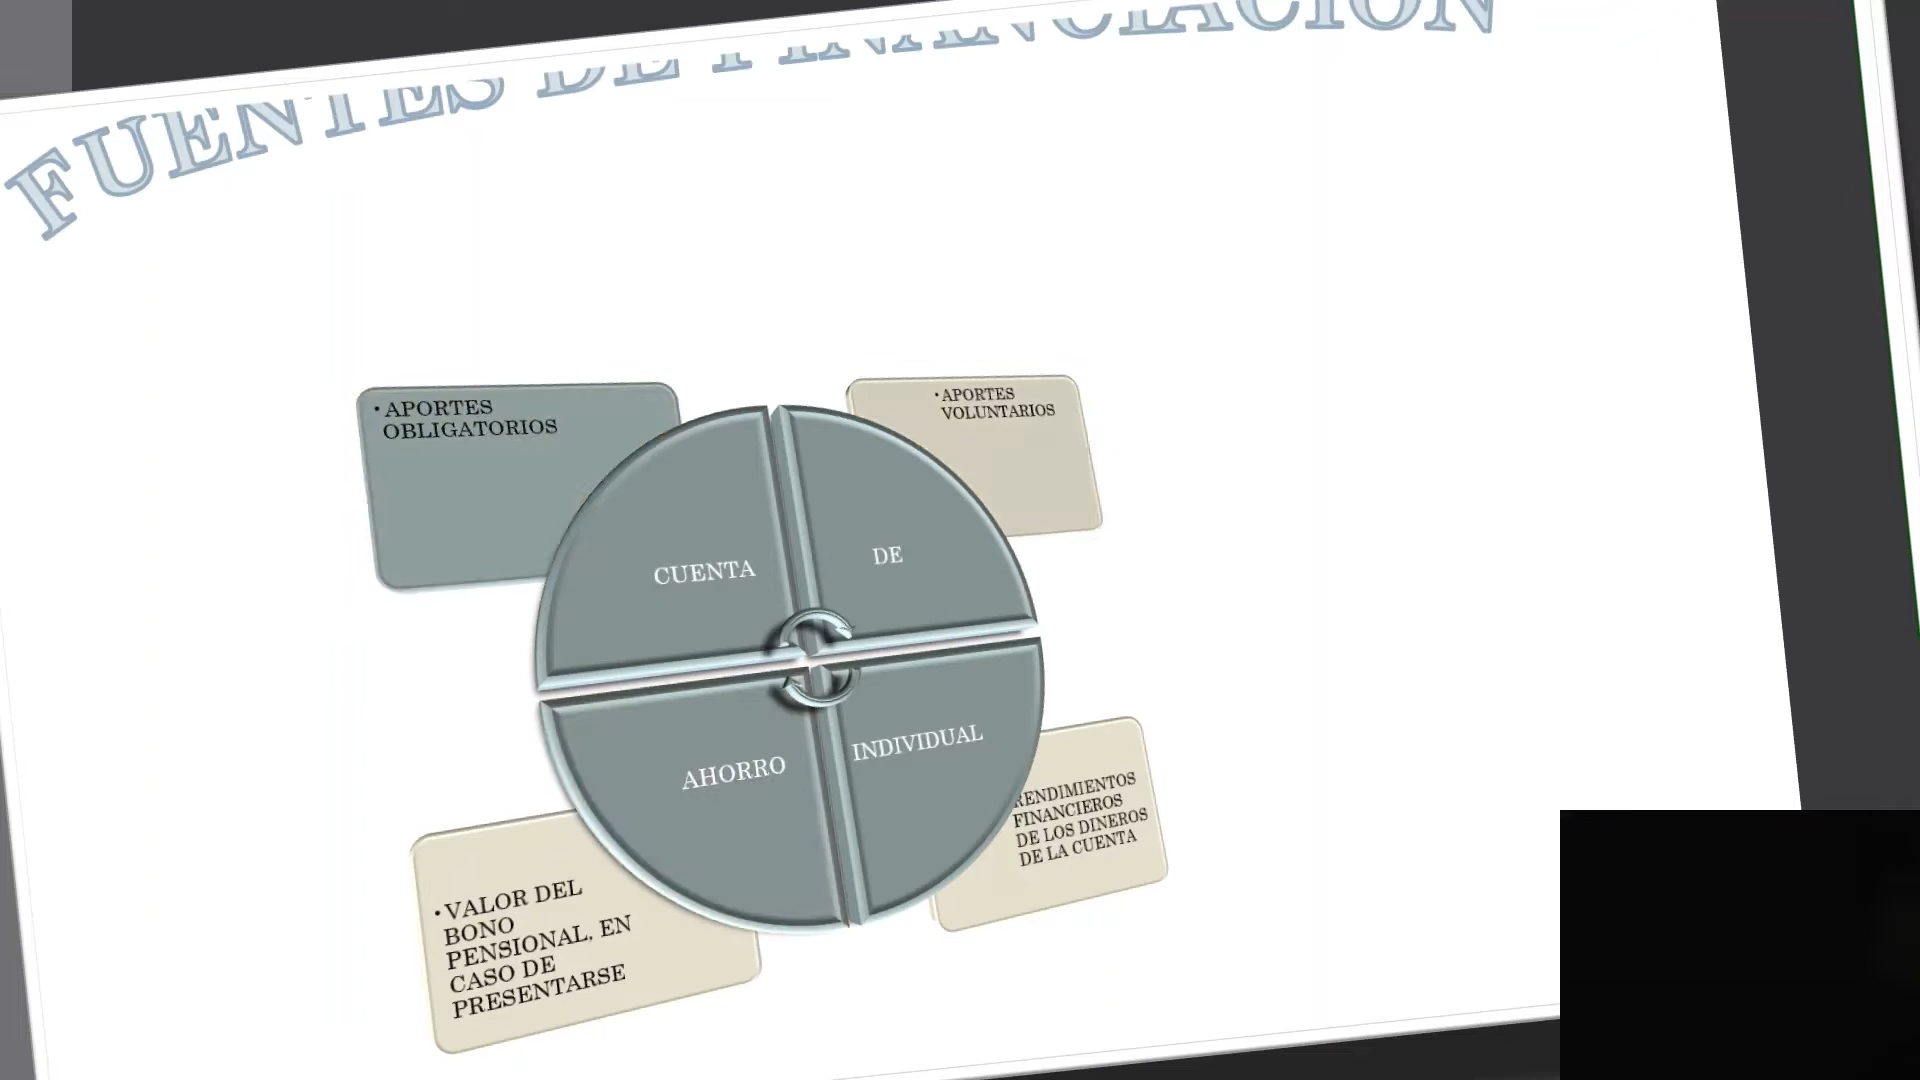 FUENTES DE FINANCIACIÓN
• APORTES
OBLIGATORIOS
• APORTES
VOLUNTARIOS
CUENTA
DE
AHORRO
INDIVIDUAL
• VALOR DEL
BONO
PENSIONAL, EN
CASO DE
PRESENTARSE
RENDIMIENTOS
FINANCIEROS
DE LOS DINEROS
DE LA CUENTA